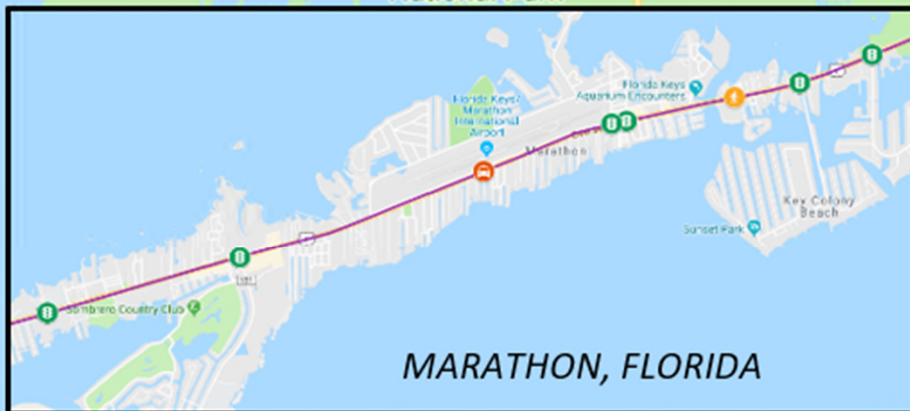 Florida Keys/
Marathon
International
Airport
Florida Keys
Aquarium Encounters
Marathon
Key Colony
Beach
Sunset Park
Sombrero Country Club
MARATHON, FLORIDA